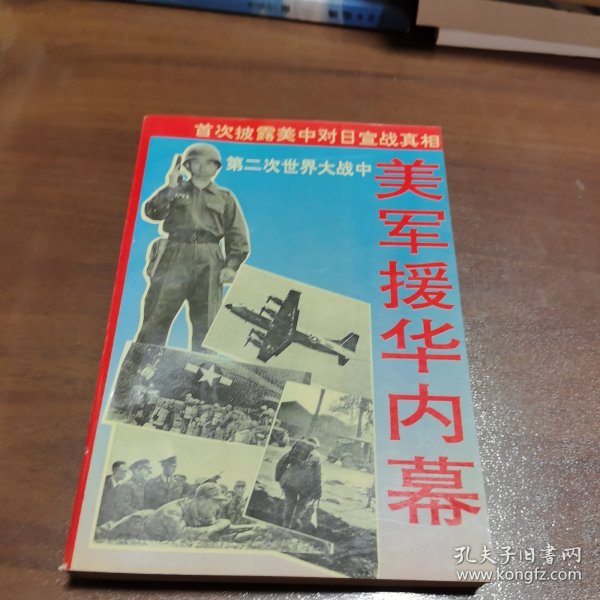 首次披露美中对日宣战真相
第二次世界大战中
美军援华内幕
孔夫子旧书网
www.kongfz.com